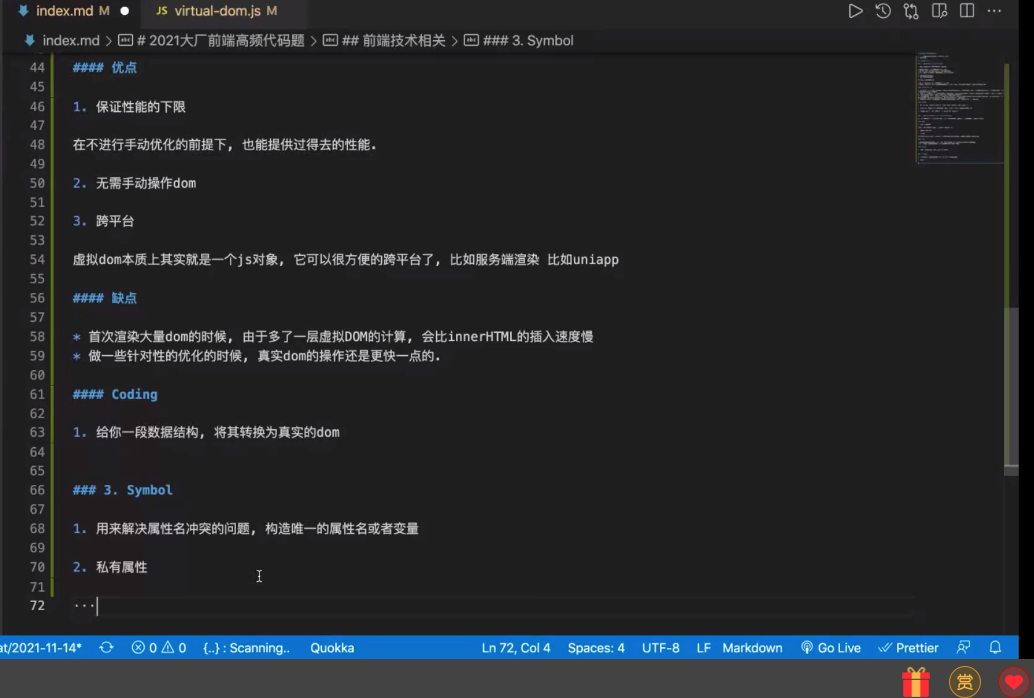 index.md M ●
JS virtual-dom.js M
index.md > # 2021大厂前端高频代码题 > ## 前端技术相关 > ### 3. Symbol
44 #### 优点
45
46 1. 保证性能的下限
47
48 在不进行手动优化的前提下, 也能提供过得去的性能.
49
50 2. 无需手动操作dom
51
52 3. 跨平台
53
54 虚拟dom本质上其实就是一个js对象, 它可以很方便的跨平台了, 比如服务端渲染 比如uniapp
55
56 #### 缺点
57
58 * 首次渲染大量dom的时候, 由于多了一层虚拟DOM的计算, 会比innerHTML的插入速度慢
59 * 做一些针对性的优化的时候, 真实dom的操作还是更快一点的.
60
61 #### Coding
62
63 1. 给你一段数据结构, 将其转换为真实的dom
64
65
66 ### 3. Symbol
67
68 1. 用来解决属性名冲突的问题, 构造唯一的属性名或者变量
69
70 2. 私有属性
71
72 ···
at/2021-11-14* 0 0 {..} : Scanning.. Quokka Ln 72, Col 4 Spaces: 4 UTF-8 LF Markdown Go Live Prettier
赏